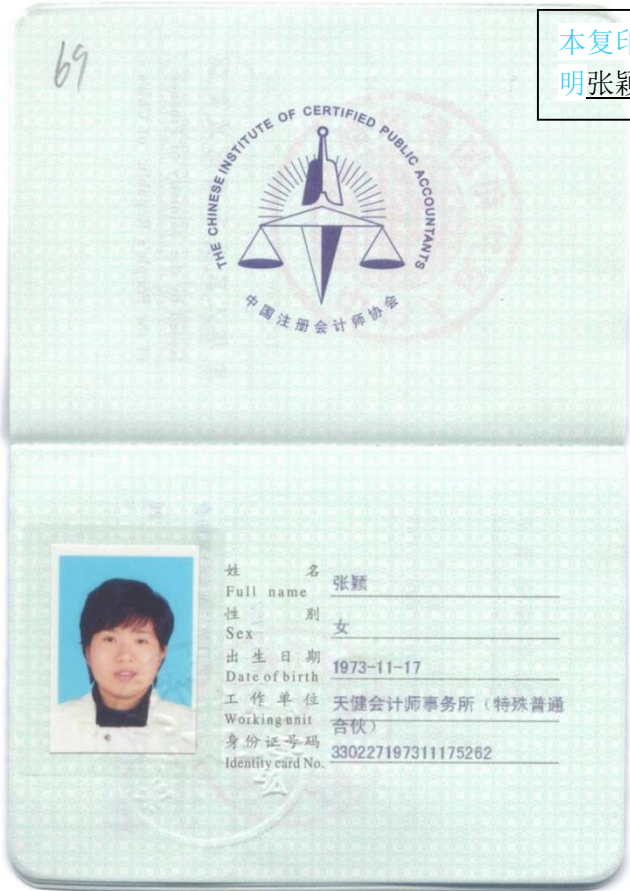 69
本复印
明张颖
THE CHINESE INSTITUTE OF CERTIFIED PUBLIC ACCOUNTANTS
中国注册会计师协会
姓 名
Full name
张颖
性 别
Sex
女
出生日期
Date of birth
1973-11-17
工作单位
Working unit
天健会计师事务所（特殊普通
合伙）
身份证号码
Identity card No.
330227197311175262